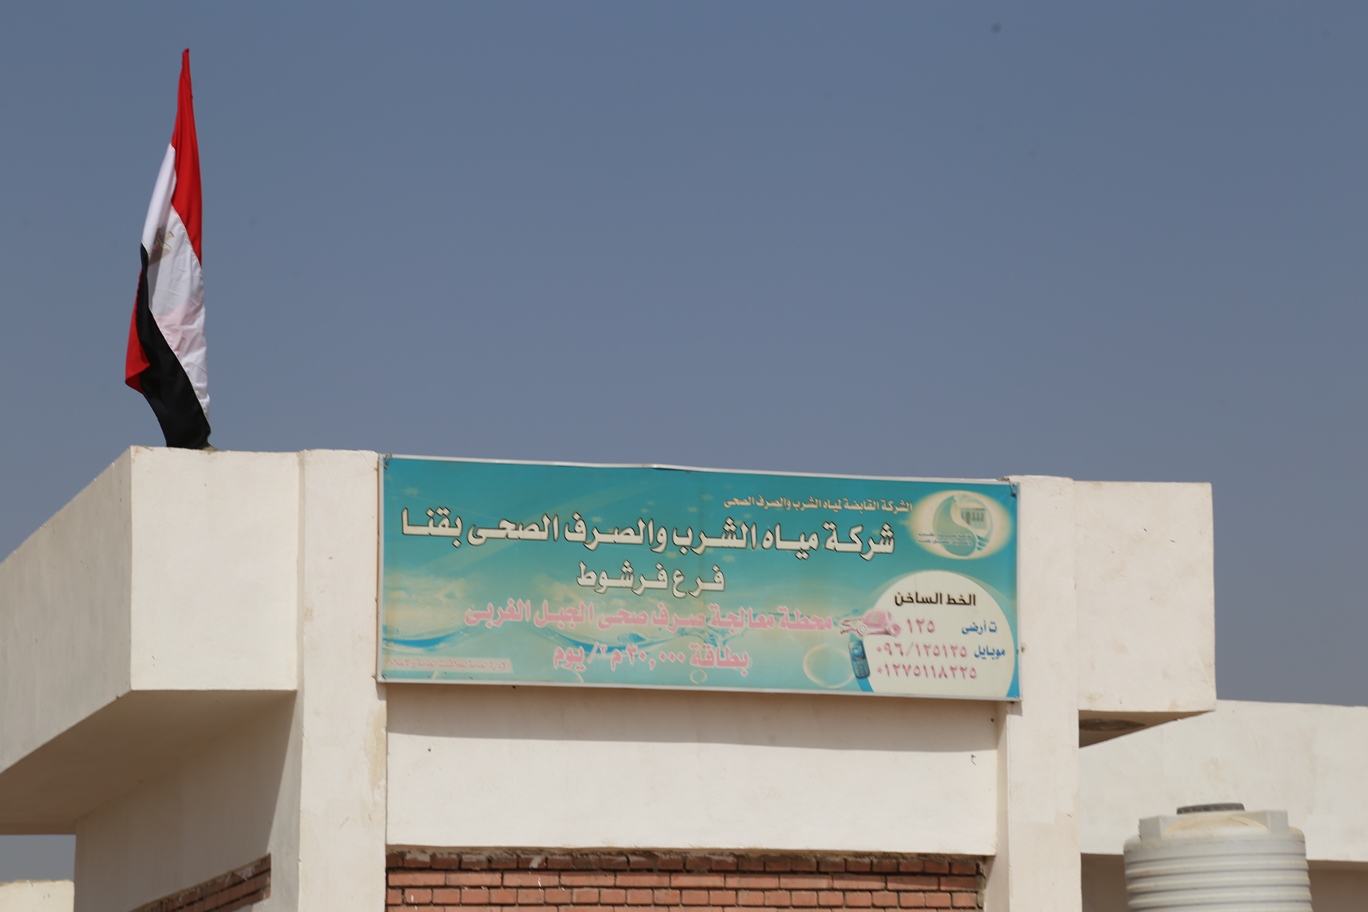 الشركة القابضة لمياه الشرب والصرف الصحى
شركة مياه الشرب والصرف الصحى بقنا
فرع فرشوط
محطة معالجة صرف صحى الجبل الغربى
بطاقة ٣٠,٠٠٠ م٣/يوم
الخط الساخن
ت أرضى ١٢٥
موبايل ٠٩٦/١٢٥١٢٥
٠١٢٧٥١١٨٢٢٥